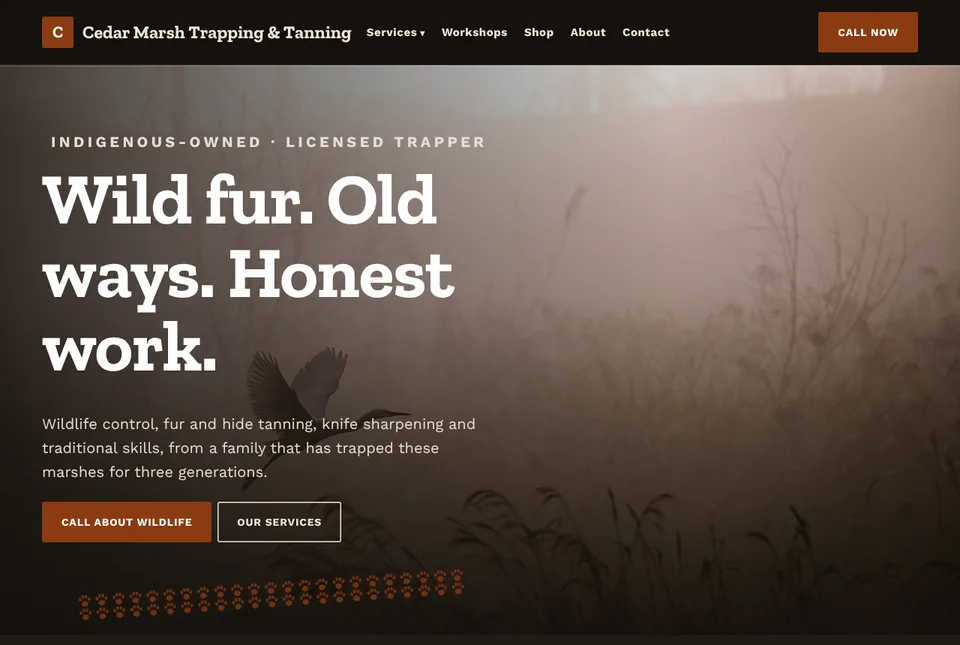 C Cedar Marsh Trapping & Tanning Services ▾ Workshops Shop About Contact CALL NOW
INDIGENOUS-OWNED · LICENSED TRAPPER
Wild fur. Old
ways. Honest
work.
Wildlife control, fur and hide tanning, knife sharpening and
traditional skills, from a family that has trapped these
marshes for three generations.
CALL ABOUT WILDLIFE OUR SERVICES